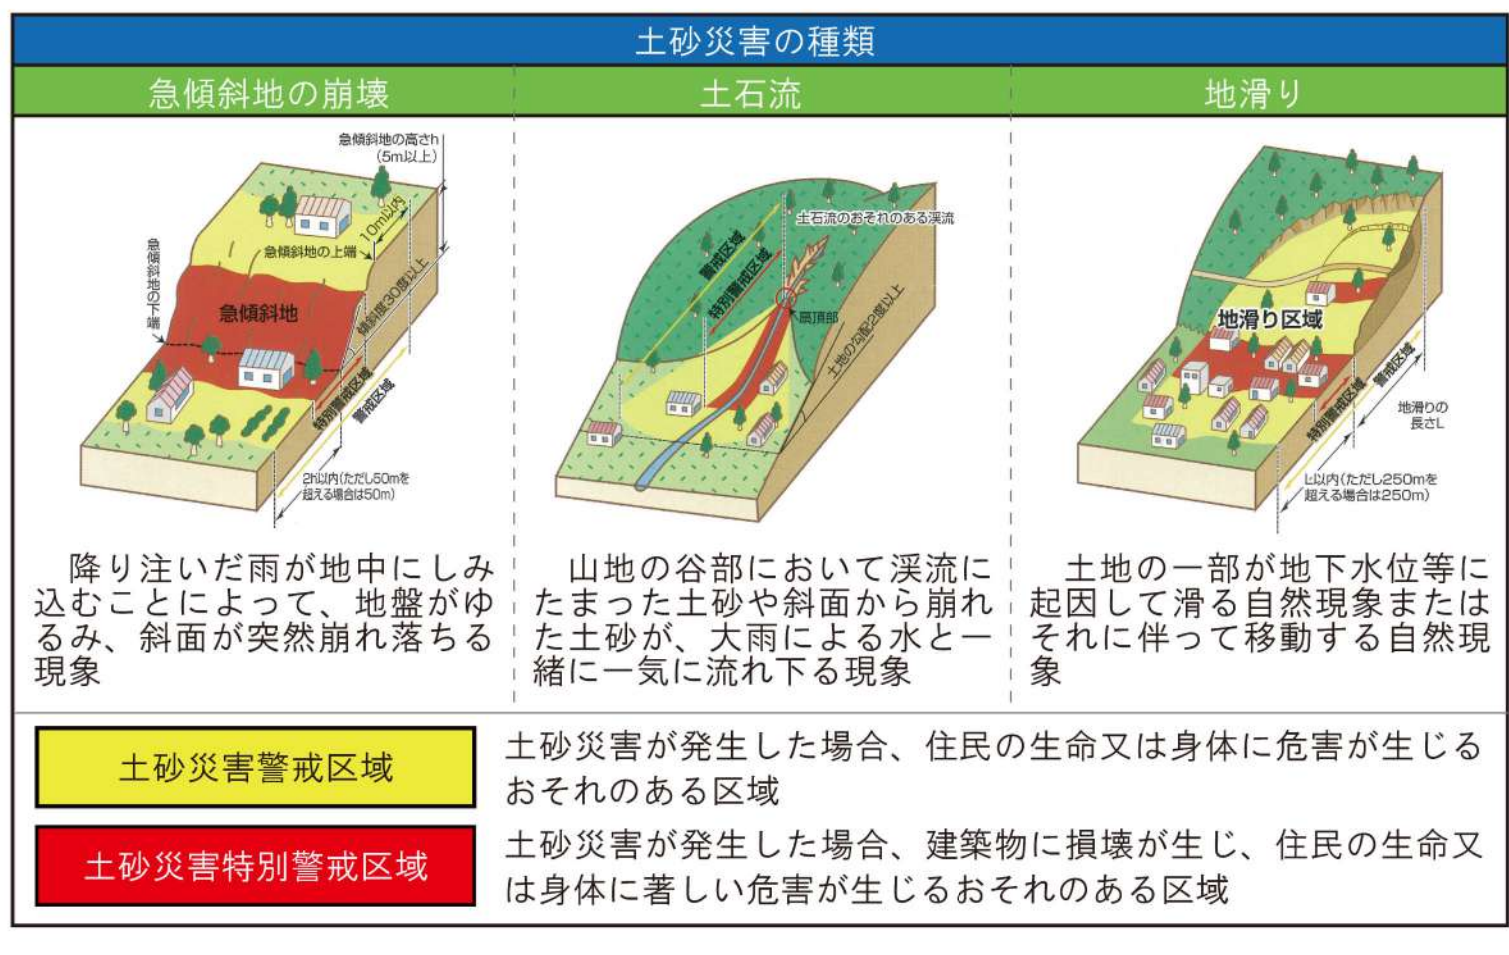 土砂災害の種類
急傾斜地の崩壊
土石流
地滑り
急傾斜地の高さh
(5m以上)
10m以内
急傾斜地の上端
急傾斜地の下端
急傾斜地
傾斜度30度以上
特別警戒区域
警戒区域
2h以内(ただし50mを
超える場合は50m)
土石流のおそれのある渓流
警戒区域
特別警戒区域
扇頂部
土地の勾配2度以上
地滑り区域
警戒区域
特別警戒区域
地滑りの
長さL
L以内(ただし250mを
超える場合は250m)
降り注いだ雨が地中にしみ
込むことによって、地盤がゆ
るみ、斜面が突然崩れ落ちる
現象
山地の谷部において渓流に
たまった土砂や斜面から崩れ
た土砂が、大雨による水と一
緒に一気に流れ下る現象
土地の一部が地下水位等に
起因して滑る自然現象または
それに伴って移動する自然現
象
土砂災害警戒区域
土砂災害が発生した場合、住民の生命又は身体に危害が生じる
おそれのある区域
土砂災害特別警戒区域
土砂災害が発生した場合、建築物に損壊が生じ、住民の生命又
は身体に著しい危害が生じるおそれのある区域